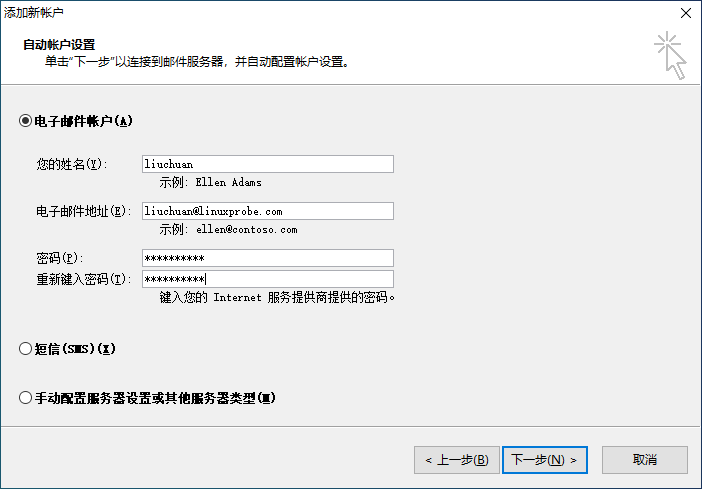 添加新帐户
自动帐户设置
单击“下一步”以连接到邮件服务器，并自动配置帐户设置。
电子邮件帐户(A)
您的姓名(Y): liuchuan
示例: Ellen Adams
电子邮件地址(E): liuchuan@linuxprobe.com
示例: ellen@contoso.com
密码(P): **********
重新键入密码(T): **********
键入您的 Internet 服务提供商提供的密码。
短信(SMS)(X)
手动配置服务器设置或其他服务器类型(M)
< 上一步(B) 下一步(N) > 取消